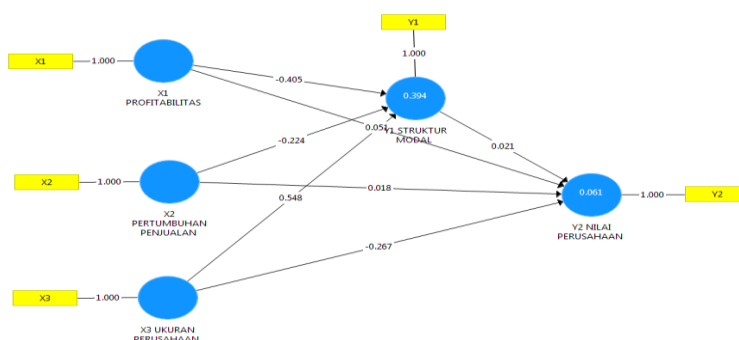 Y1
1.000
X1
1.000
X1
PROFITABILITAS
-0.405
0.394
Y1 STRUKTUR
MODAL
0.051
-0.224
0.021
X2
1.000
X2
PERTUMBUHAN
PENJUALAN
0.018
0.548
0.061
1.000
Y2
Y2 NILAI
PERUSAHAAN
-0.267
X3
1.000
X3 UKURAN
PERUSAHAAN